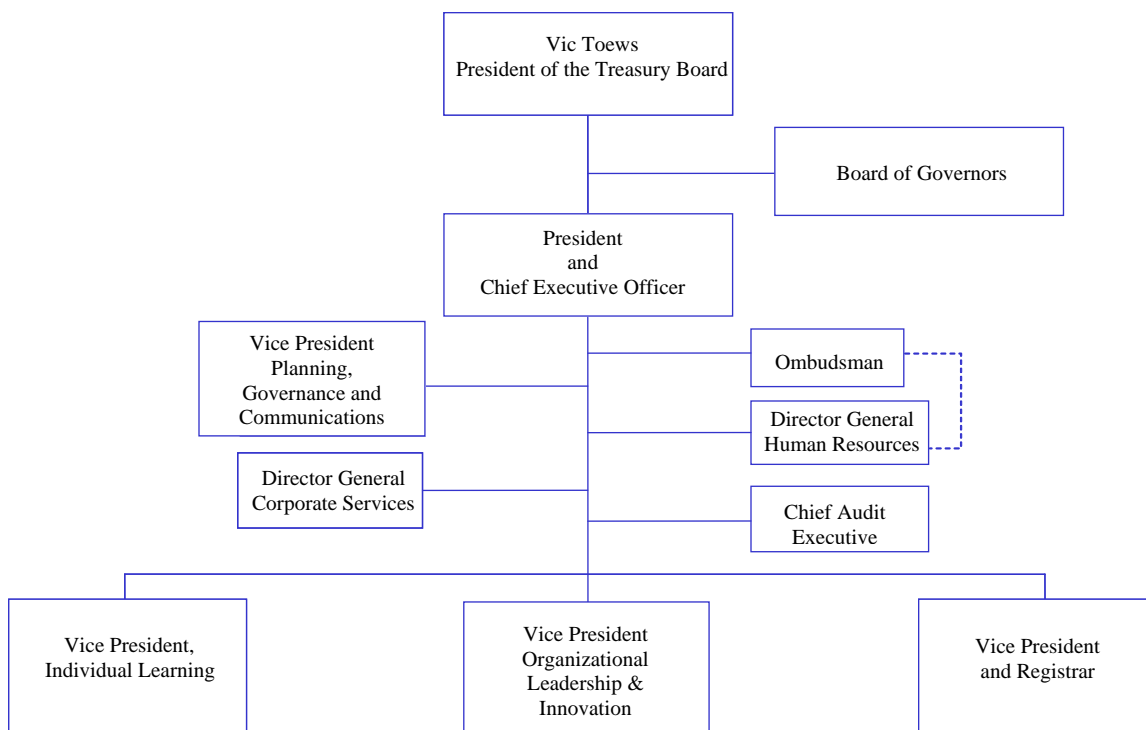 Vic Toews
President of the Treasury Board
Board of Governors
President
and
Chief Executive Officer
Vice President
Planning,
Governance and
Communications
Ombudsman
Director General
Human Resources
Director General
Corporate Services
Chief Audit
Executive
Vice President,
Individual Learning
Vice President
Organizational
Leadership &
Innovation
Vice President
and Registrar